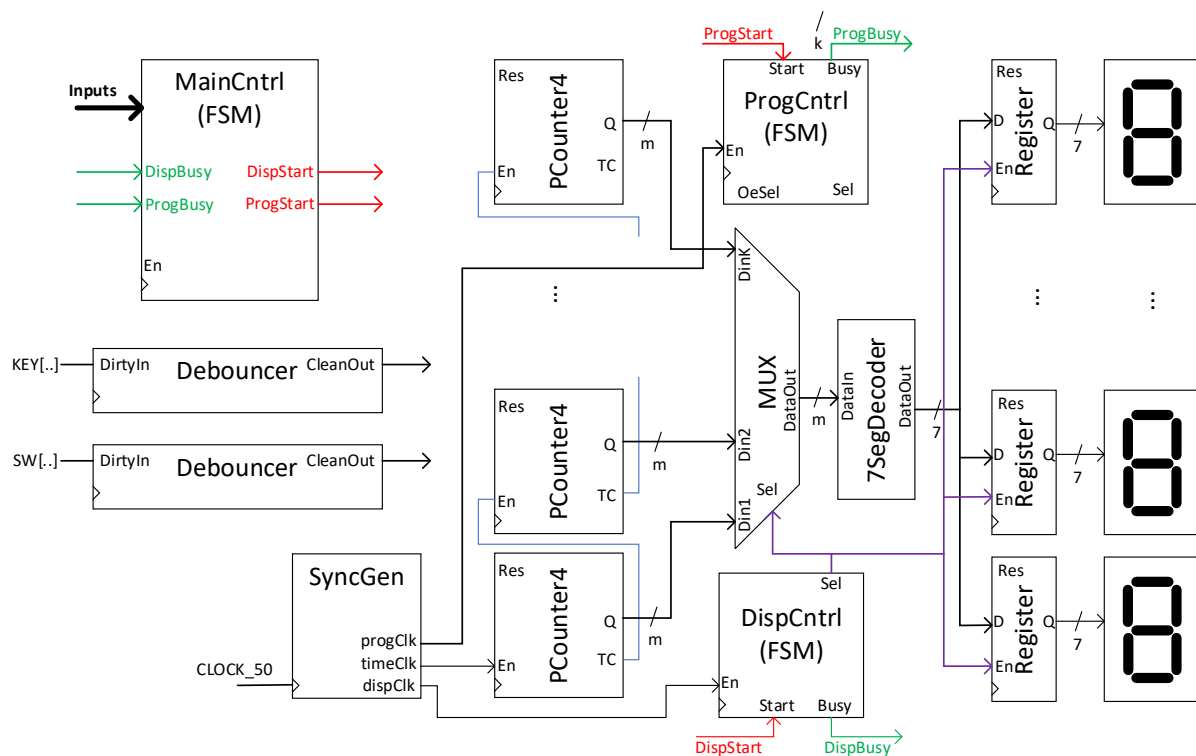 MainCntrl
(FSM)
Inputs
DispBusy
ProgBusy
DispStart
ProgStart
En
KEY[..]
DirtyIn
Debouncer
CleanOut
SW[..]
DirtyIn
Debouncer
CleanOut
SyncGen
progClk
timeClk
dispClk
CLOCK_50
Res
PCounter4
Q
TC
En
m
...
Res
PCounter4
Q
TC
En
m
Res
PCounter4
Q
TC
En
m
ProgStart
k
ProgBusy
Start
Busy
ProgCntrl
(FSM)
En
OeSel
Sel
DinK
MUX
DataOut
Din2
Sel
Din1
m
DataIn
7SegDecoder
DataOut
7
Sel
DispCntrl
(FSM)
En
Start
Busy
DispStart
DispBusy
Res
D
Register
Q
En
7
8
...
...
Res
D
Register
Q
En
7
8
Res
D
Register
Q
En
7
8